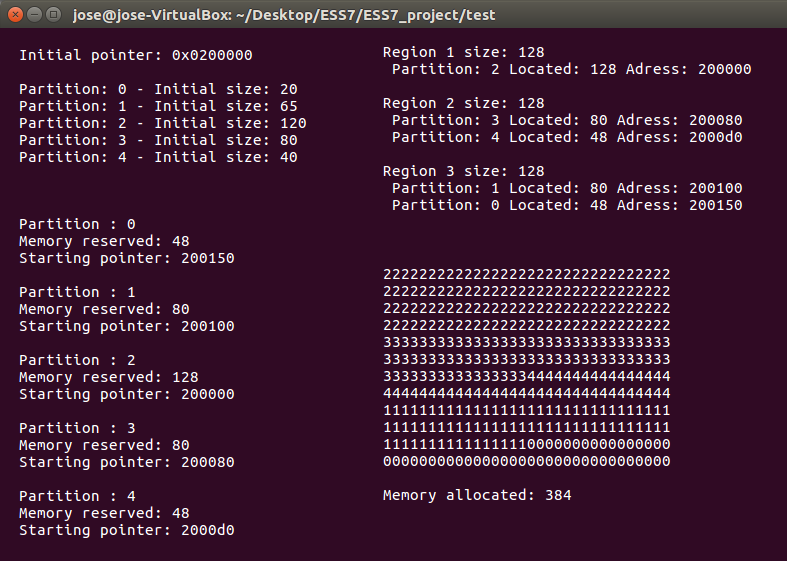 jose@jose-VirtualBox: ~/Desktop/ESS7/ESS7_project/test
Initial pointer: 0x0200000
Partition: 0 - Initial size: 20
Partition: 1 - Initial size: 65
Partition: 2 - Initial size: 120
Partition: 3 - Initial size: 80
Partition: 4 - Initial size: 40
Partition : 0
Memory reserved: 48
Starting pointer: 200150
Partition : 1
Memory reserved: 80
Starting pointer: 200100
Partition : 2
Memory reserved: 128
Starting pointer: 200000
Partition : 3
Memory reserved: 80
Starting pointer: 200080
Partition : 4
Memory reserved: 48
Starting pointer: 2000d0
Region 1 size: 128
Partition: 2 Located: 128 Adress: 200000
Region 2 size: 128
Partition: 3 Located: 80 Adress: 200080
Partition: 4 Located: 48 Adress: 2000d0
Region 3 size: 128
Partition: 1 Located: 80 Adress: 200100
Partition: 0 Located: 48 Adress: 200150
22222222222222222222222222222222
22222222222222222222222222222222
22222222222222222222222222222222
22222222222222222222222222222222
33333333333333333333333333333333
33333333333333333333333333333333
33333333333333334444444444444444
44444444444444444444444444444444
11111111111111111111111111111111
11111111111111111111111111111111
11111111111111110000000000000000
00000000000000000000000000000000
Memory allocated: 384